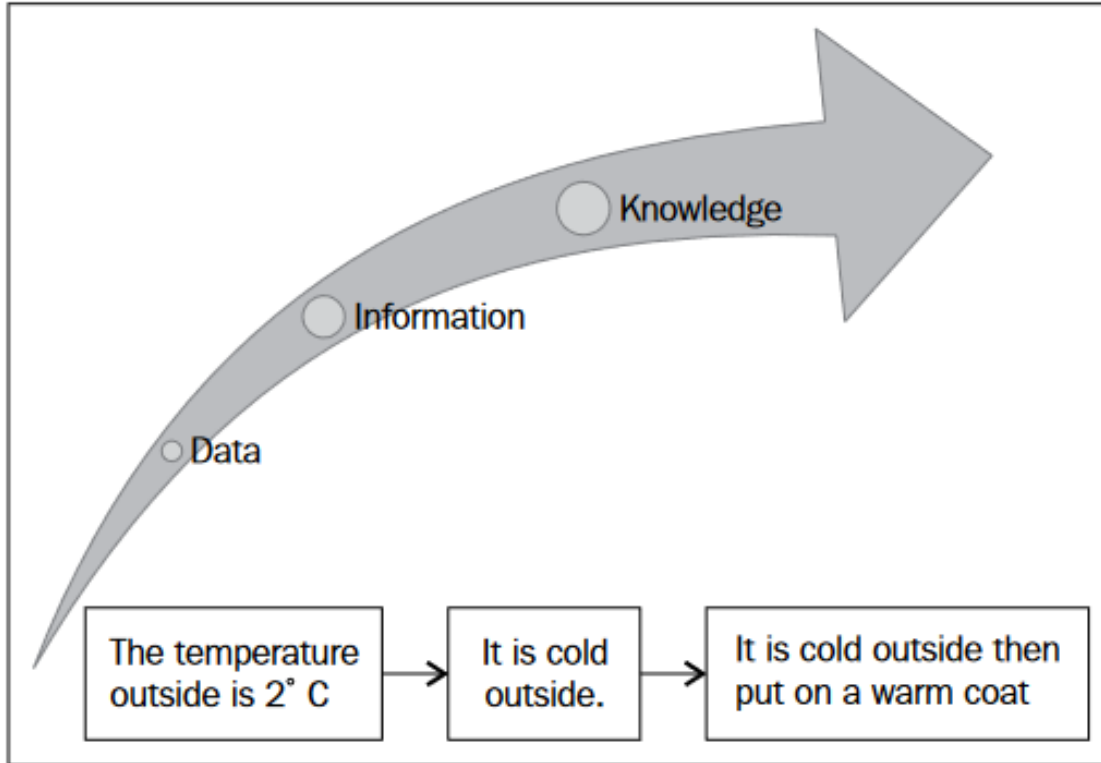 Knowledge
Information
Data
The temperature
outside is 2° C
It is cold
outside.
It is cold outside then
put on a warm coat